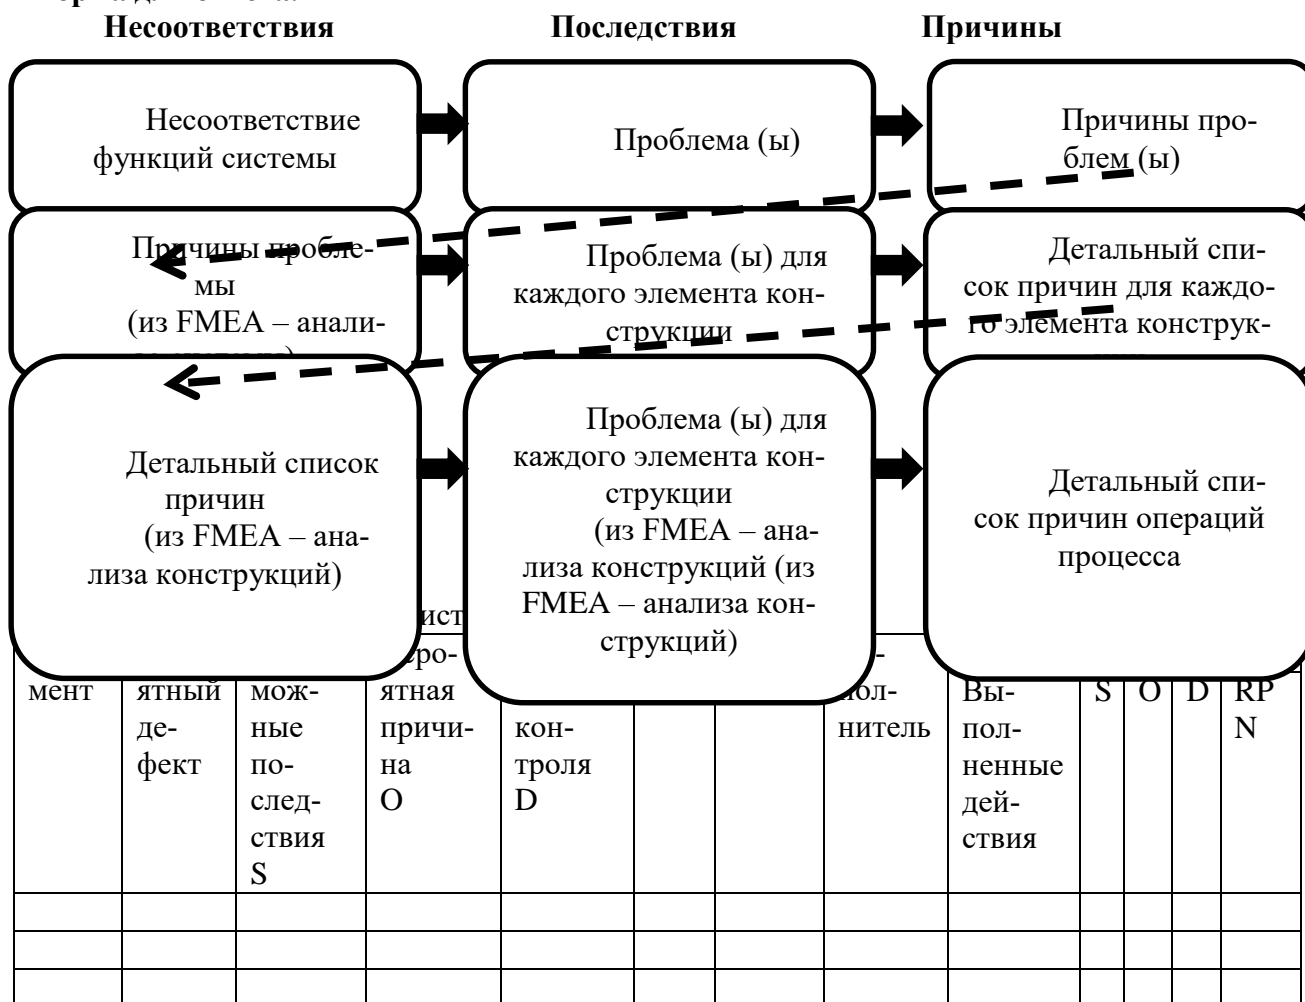 Несоответствия Последствия Причины
Несоответствие
функций системы
Проблема (ы)
Причины про-
блем (ы)
Причины пробле-
мы
(из FMEA – анали-
Проблема (ы) для
каждого элемента кон-
струкции
Детальный спи-
сок причин для каждо-
го элемента конструк-
Детальный список
причин
(из FMEA – ана-
лиза конструкций)
Проблема (ы) для
каждого элемента кон-
струкции
(из FMEA – ана-
лиза конструкций (из
FMEA – анализа кон-
струкций)
Детальный спи-
сок причин операций
процесса
мент
ятный
де-
фект
мож-
ные
по-
след-
ствия
S
ятная
причи-
на
O
кон-
троля
D
пол-
нитель
Вы-
пол-
ненные
дей-
ствия
S
O
D
RP
N